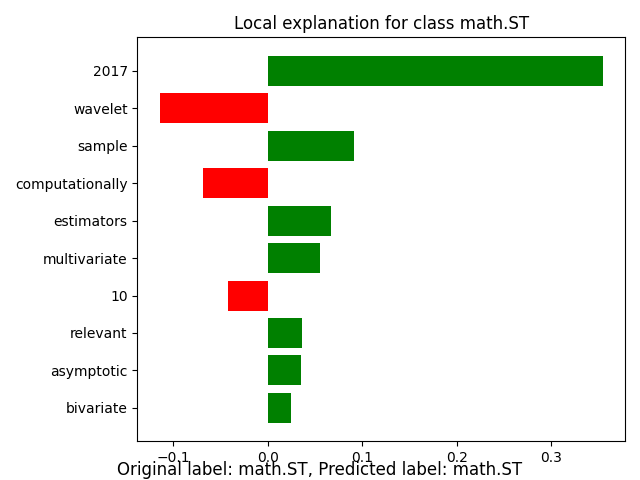 Local explanation for class math.ST
2017
wavelet
sample
computationally
estimators
multivariate
10
relevant
asymptotic
bivariate
−0.1 0.0 0.1 0.2 0.3
Original label: math.ST, Predicted label: math.ST